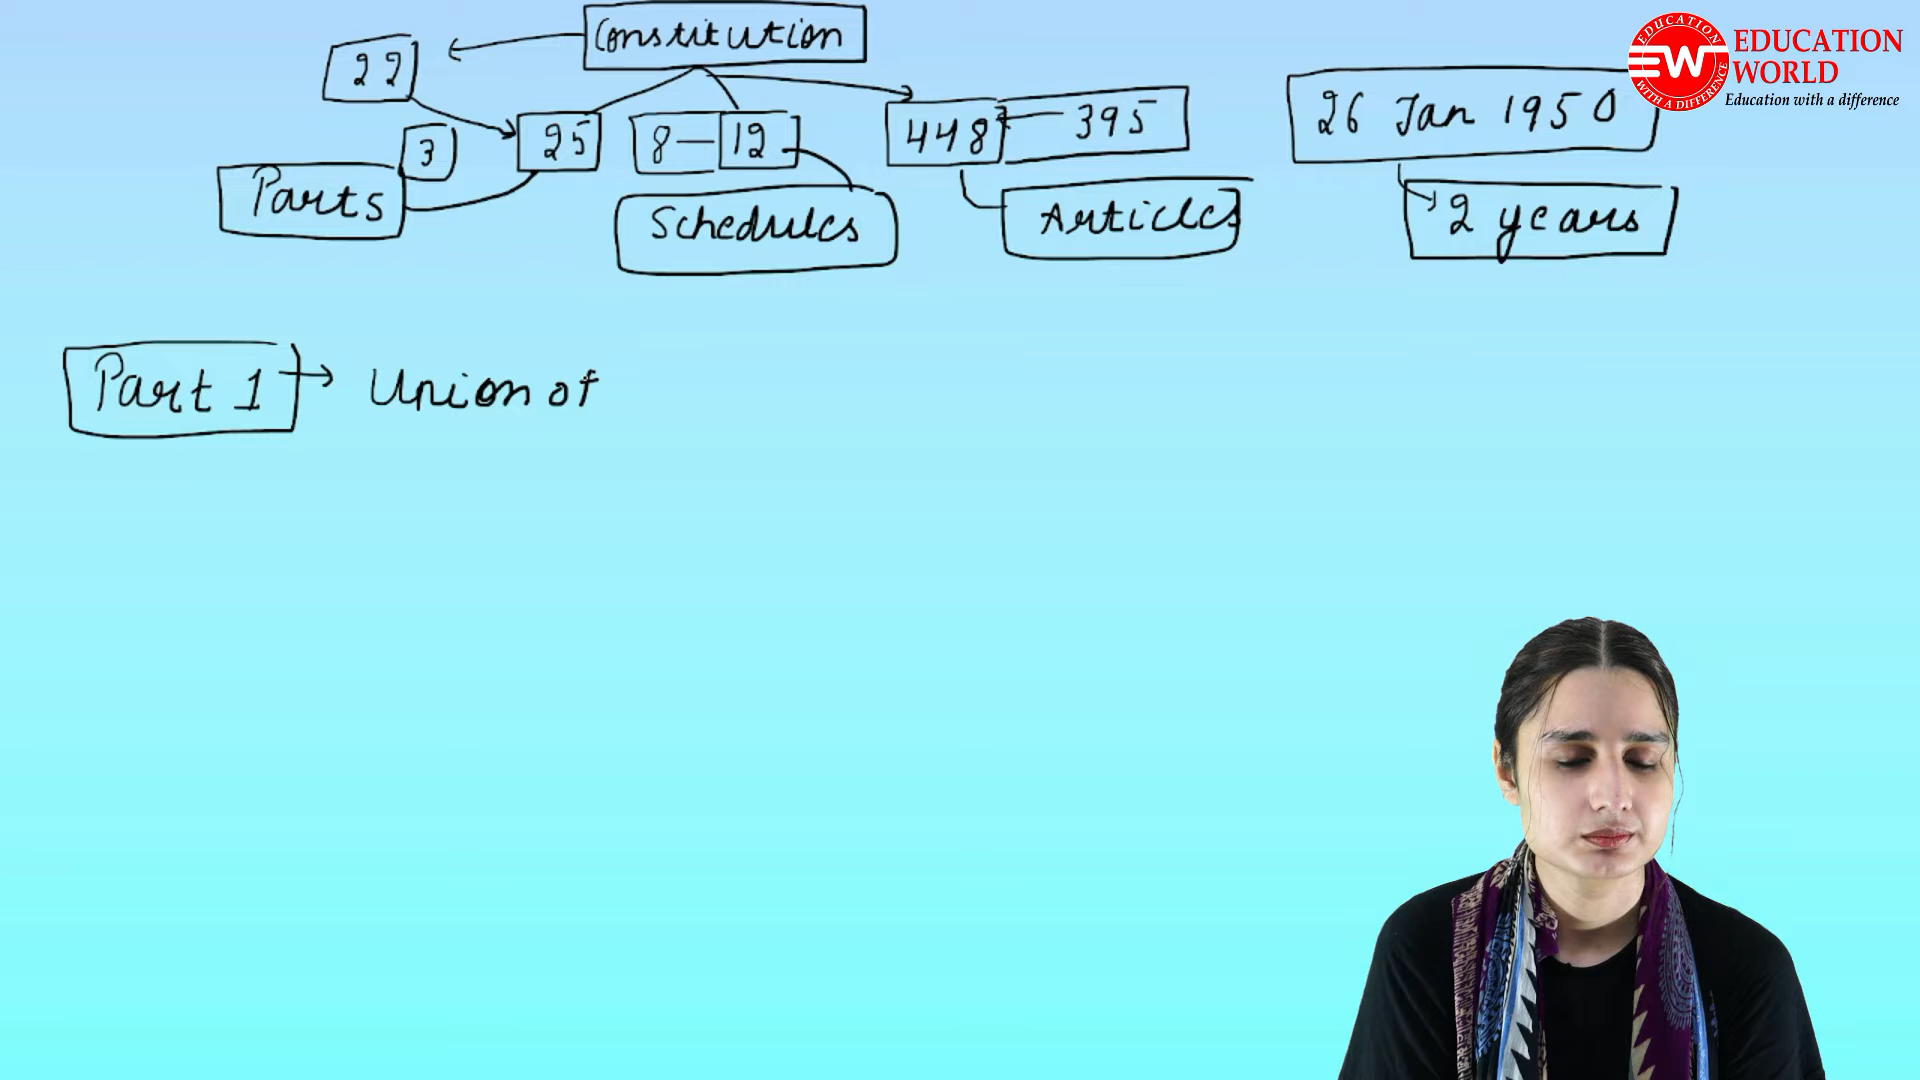 Constitution
22
25
8 — 12
448 395
26 Jan 1950
3
Parts
Schedules
Articles
2 years
Part 1 → Union of
EDUCATION
WORLD
Education with a difference
EDUCATION
EW
WITH A DIFFERENCE